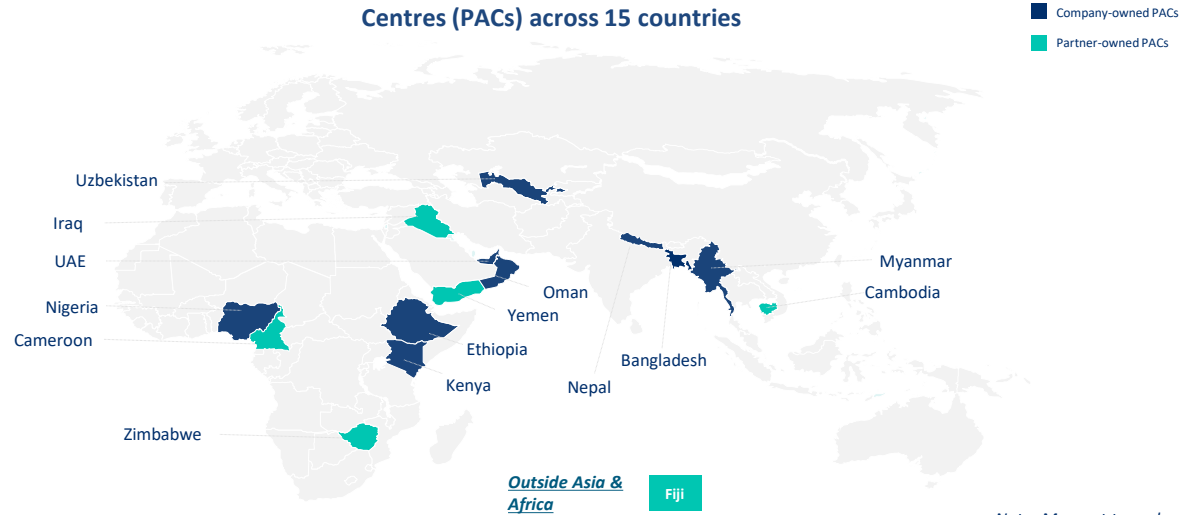 Centres (PACs) across 15 countries
Company-owned PACs
Partner-owned PACs
Uzbekistan
Iraq
UAE
Nigeria
Cameroon
Zimbabwe
Oman
Yemen
Ethiopia
Kenya
Myanmar
Cambodia
Bangladesh
Nepal
Outside Asia &
Africa
Fiji